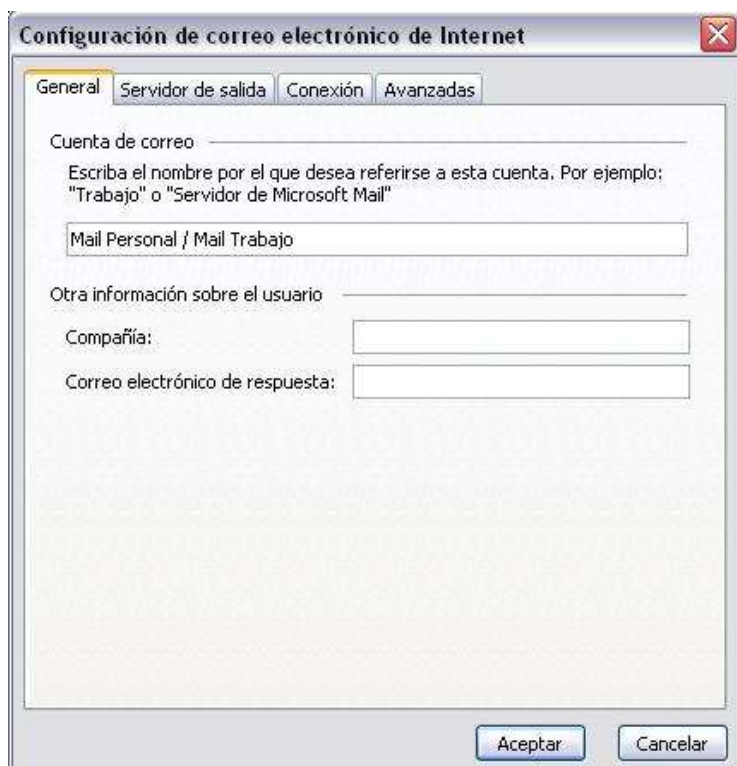 Configuración de correo electrónico de Internet
General Servidor de salida Conexión Avanzadas
Cuenta de correo
Escriba el nombre por el que desea referirse a esta cuenta. Por ejemplo:
"Trabajo" o "Servidor de Microsoft Mail"
Mail Personal / Mail Trabajo
Otra información sobre el usuario
Compañía:
Correo electrónico de respuesta:
Aceptar Cancelar